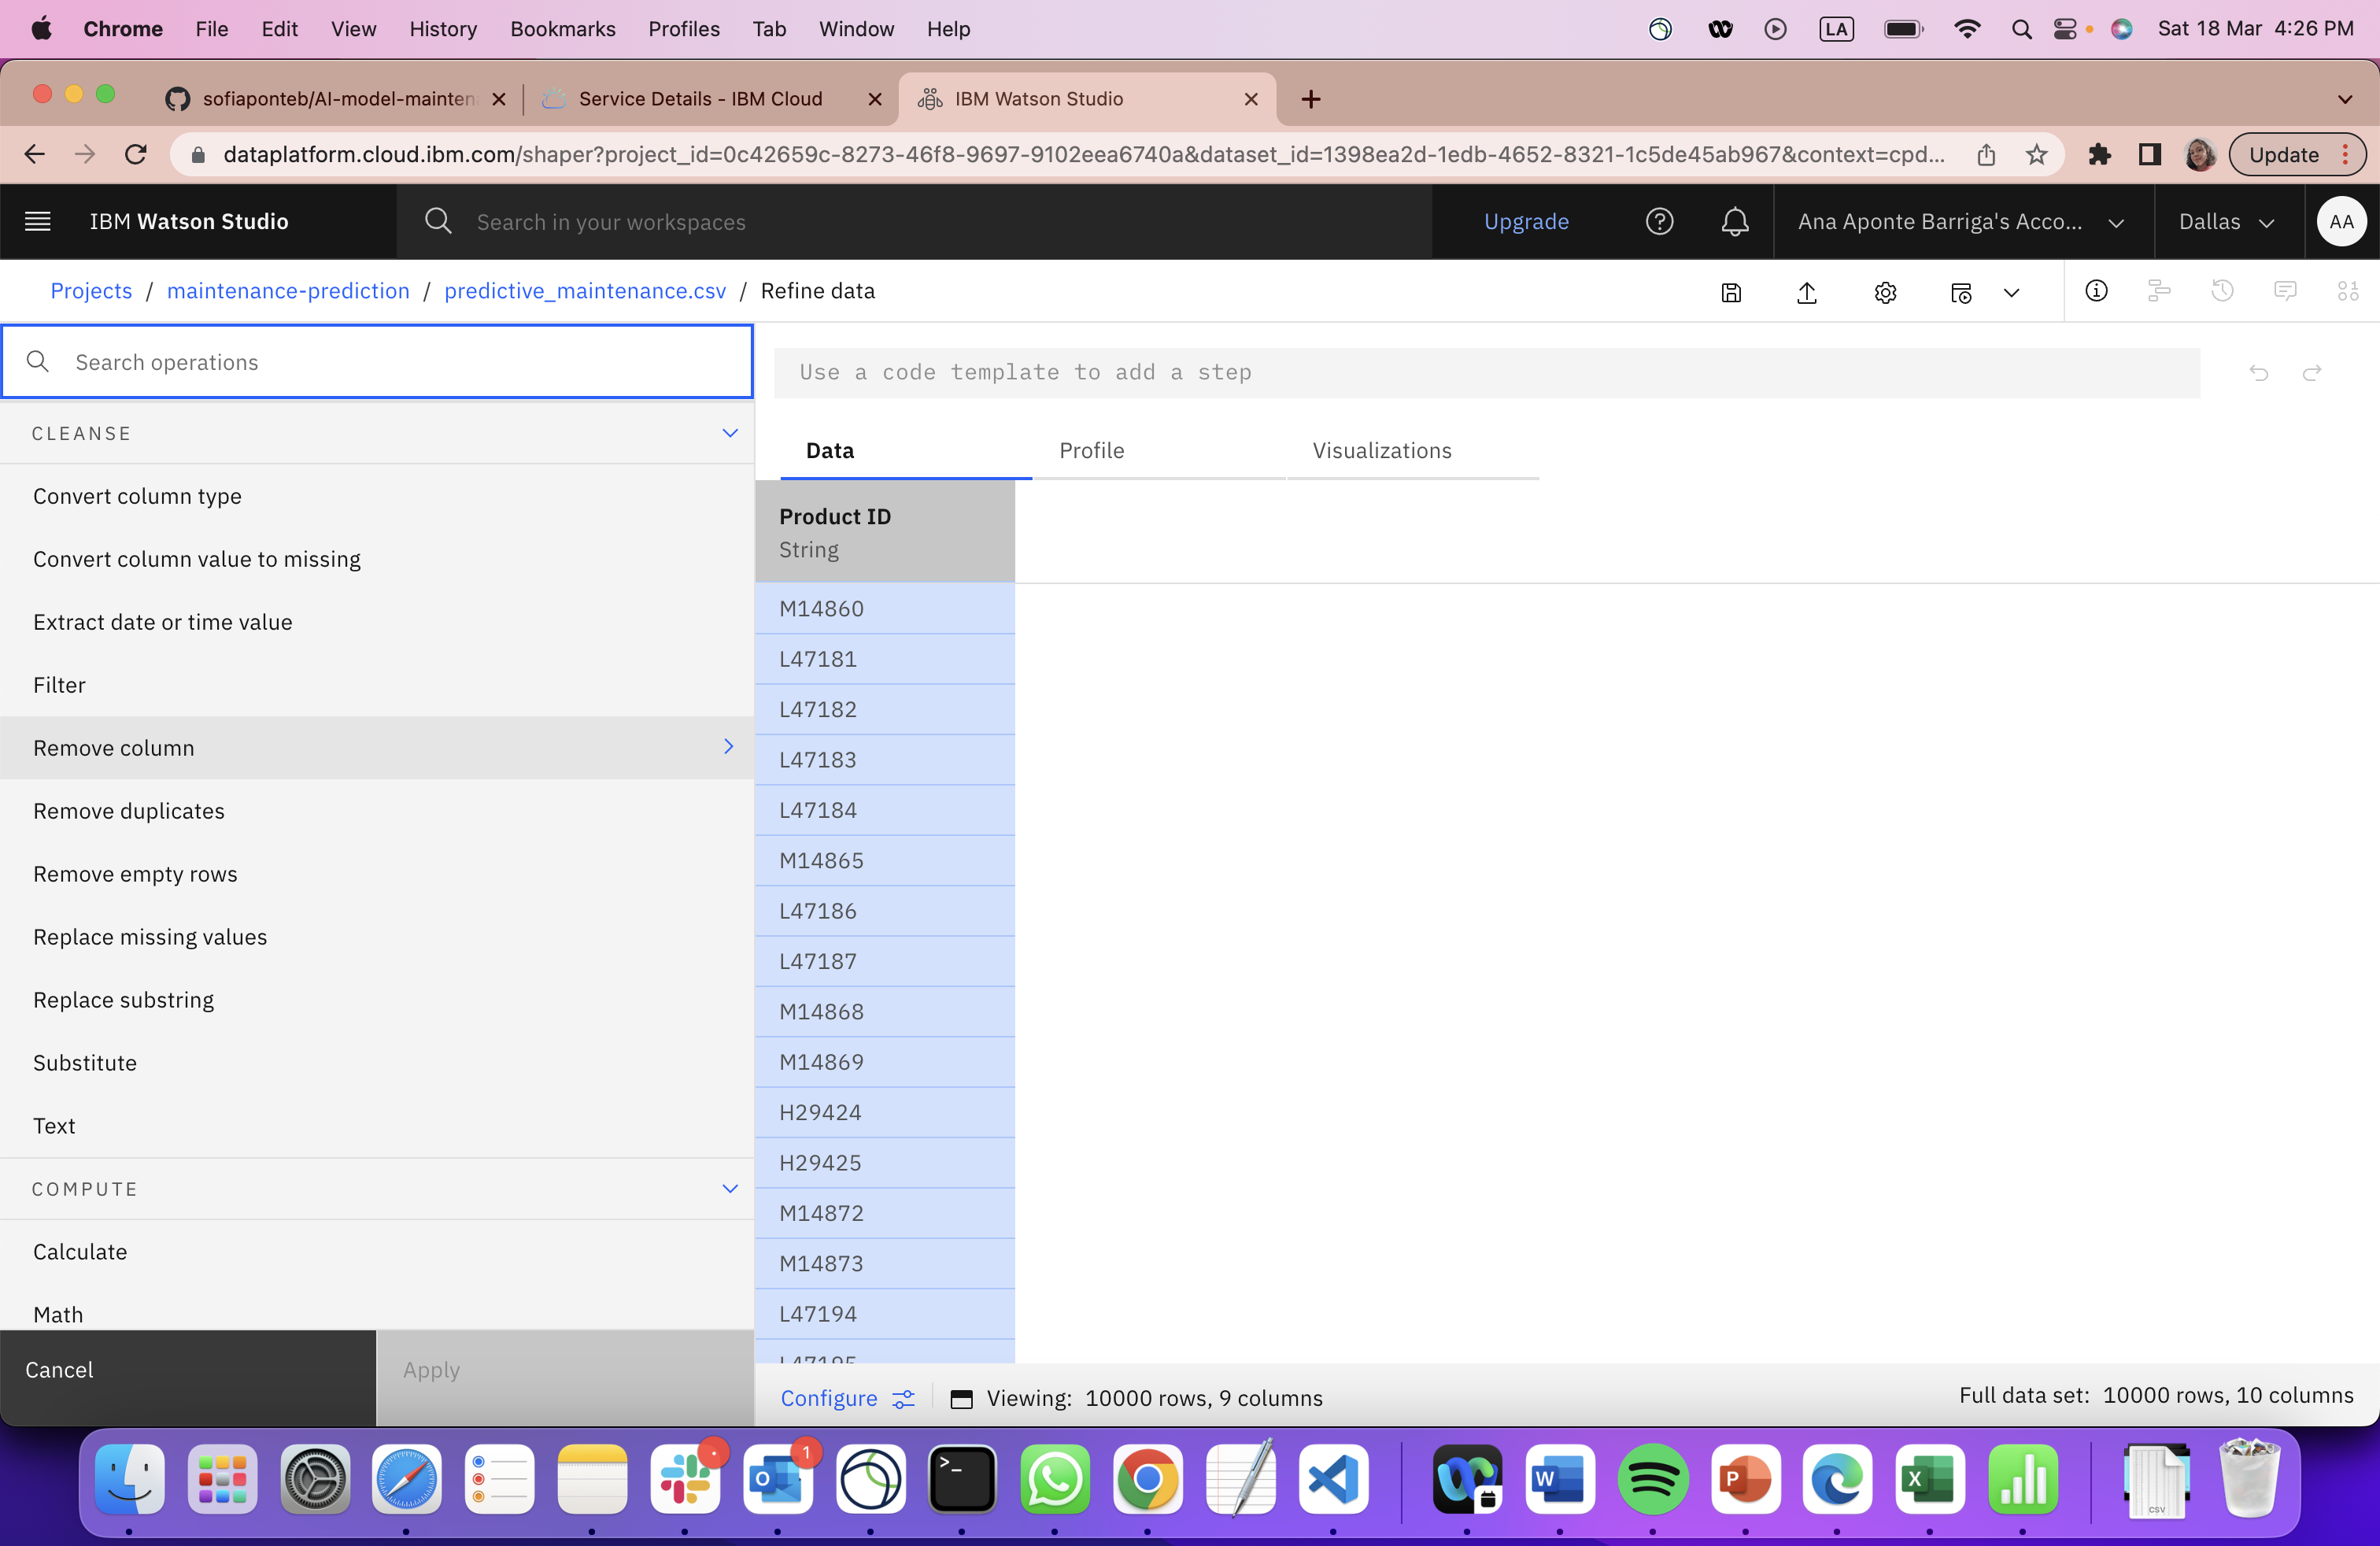 Chrome File Edit View History Bookmarks Profiles Tab Window Help LA Sat 18 Mar 4:26 PM
sofiaponteb/AI-model-mainten Service Details - IBM Cloud IBM Watson Studio
dataplatform.cloud.ibm.com/shaper?project_id=0c42659c-8273-46f8-9697-9102eea6740a&dataset_id=1398ea2d-1edb-4652-8321-1c5de45ab967&context=cpd... Update
IBM Watson Studio Search in your workspaces Upgrade Ana Aponte Barriga's Acco... Dallas AA
Projects / maintenance-prediction / predictive_maintenance.csv / Refine data
Search operations
CLEANSE
Convert column type
Convert column value to missing
Extract date or time value
Filter
Remove column
Remove duplicates
Remove empty rows
Replace missing values
Replace substring
Substitute
Text
COMPUTE
Calculate
Math
Cancel Apply
Use a code template to add a step
Data Profile Visualizations
Product ID
String
M14860
L47181
L47182
L47183
L47184
M14865
L47186
L47187
M14868
M14869
H29424
H29425
M14872
M14873
L47194
L47195
Configure Viewing: 10000 rows, 9 columns Full data set: 10000 rows, 10 columns
1
CSV